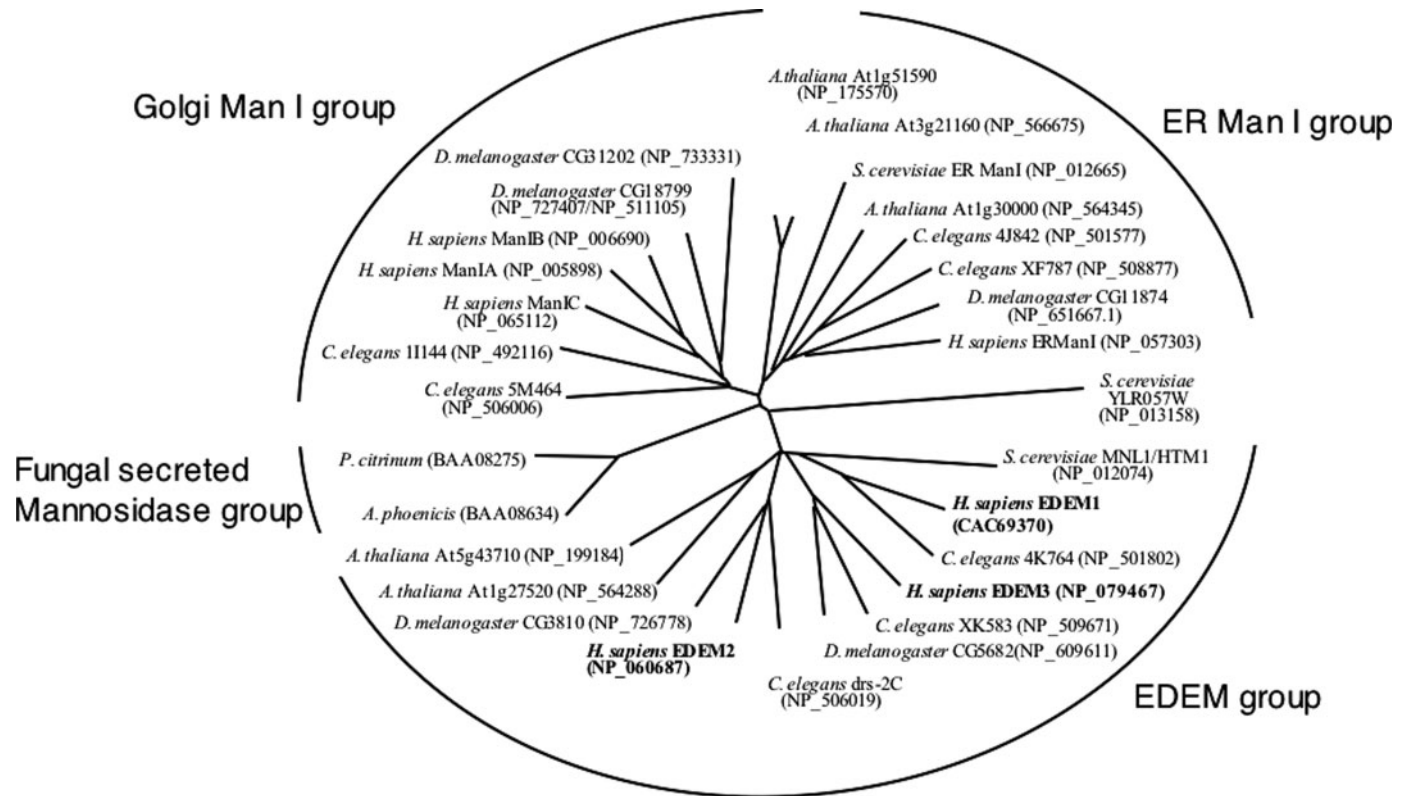 Golgi Man I group
ER Man I group
A.thaliana At1g51590
(NP_175570)
A. thaliana At3g21160 (NP_566675)
D. melanogaster CG31202 (NP_733331)
S. cerevisiae ER ManI (NP_012665)
D. melanogaster CG18799
(NP_727407/NP_511105)
A. thaliana At1g30000 (NP_564345)
H. sapiens ManIB (NP_006690)
C. elegans 4J842 (NP_501577)
H. sapiens ManIA (NP_005898)
C. elegans XF787 (NP_508877)
H. sapiens ManIC
(NP_065112)
D. melanogaster CG11874
(NP_651667.1)
C. elegans 1I144 (NP_492116)
H. sapiens ERManI (NP_057303)
C. elegans 5M464
(NP_506006)
S. cerevisiae
YLR057W
(NP_013158)
Fungal secreted
Mannosidase group
P. citrinum (BAA08275)
S. cerevisiae MNL1/HTM1
(NP_012074)
A. phoenicis (BAA08634)
H. sapiens EDEM1
(CAC69370)
A. thaliana At5g43710 (NP_199184)
C. elegans 4K764 (NP_501802)
A. thaliana At1g27520 (NP_564288)
H. sapiens EDEM3 (NP_079467)
D. melanogaster CG3810 (NP_726778)
C. elegans XK583 (NP_509671)
H. sapiens EDEM2
(NP_060687)
D. melanogaster CG5682(NP_609611)
C. elegans drs-2C
(NP_506019)
EDEM group